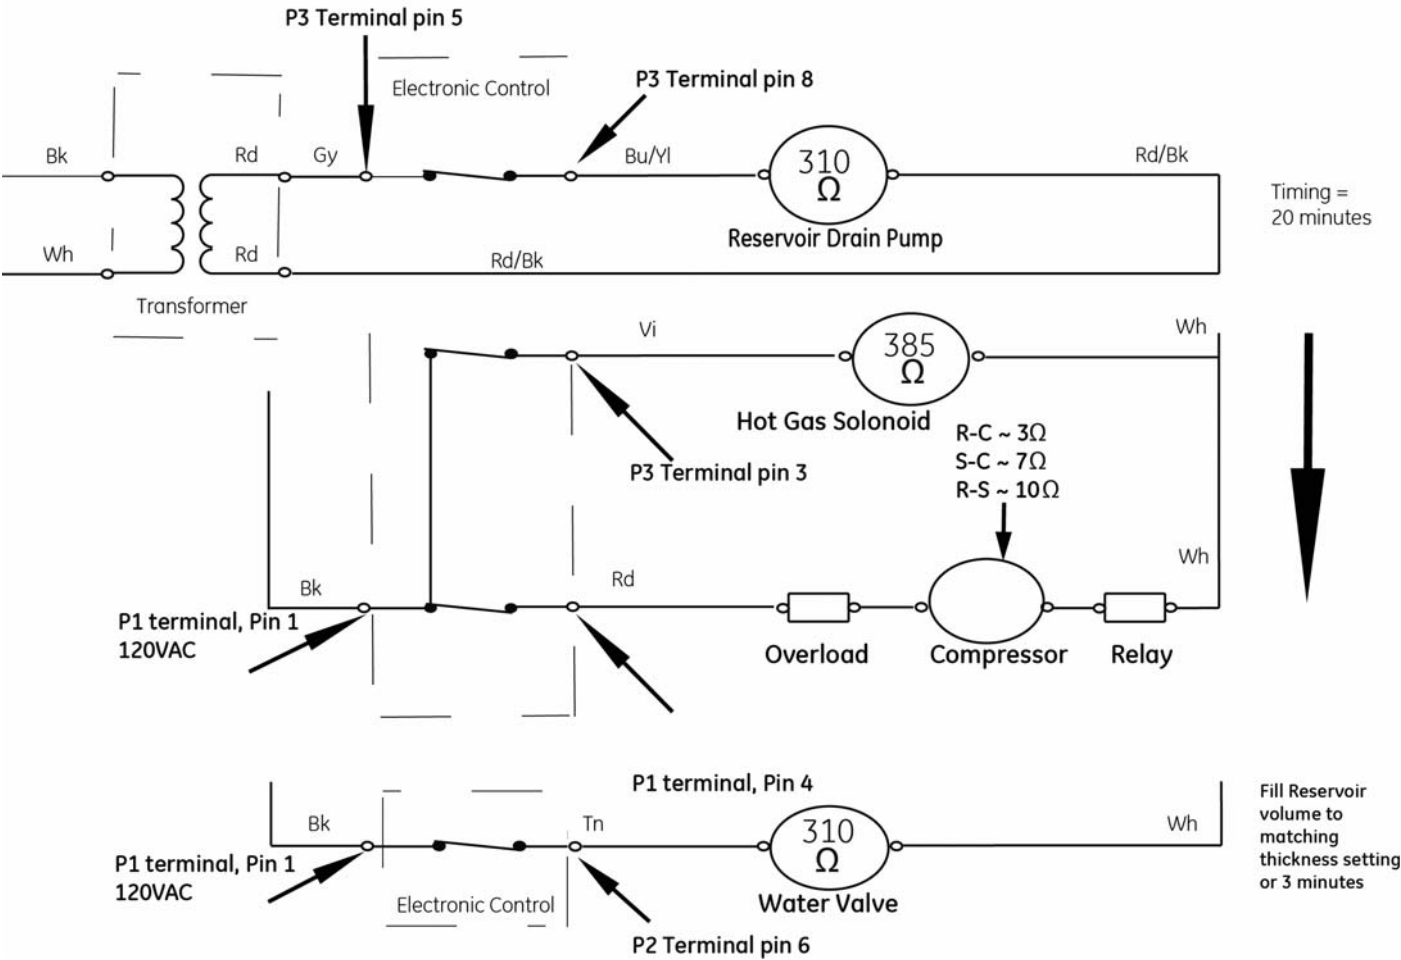 P3 Terminal pin 5
Electronic Control
P3 Terminal pin 8
Bk
Rd
Gy
Bu/Yl
310
Ω
Rd/Bk
Timing =
20 minutes
Reservoir Drain Pump
Wh
Rd
Rd/Bk
Transformer
Vi
385
Ω
Wh
Hot Gas Solonoid
R-C ~ 3Ω
S-C ~ 7Ω
R-S ~ 10Ω
P3 Terminal pin 3
Bk
Rd
Wh
P1 terminal, Pin 1
120VAC
Overload
Compressor
Relay
P1 terminal, Pin 4
Bk
Tn
310
Ω
Wh
Fill Reservoir
volume to
matching
thickness setting
or 3 minutes
P1 terminal, Pin 1
120VAC
Electronic Control
Water Valve
P2 Terminal pin 6